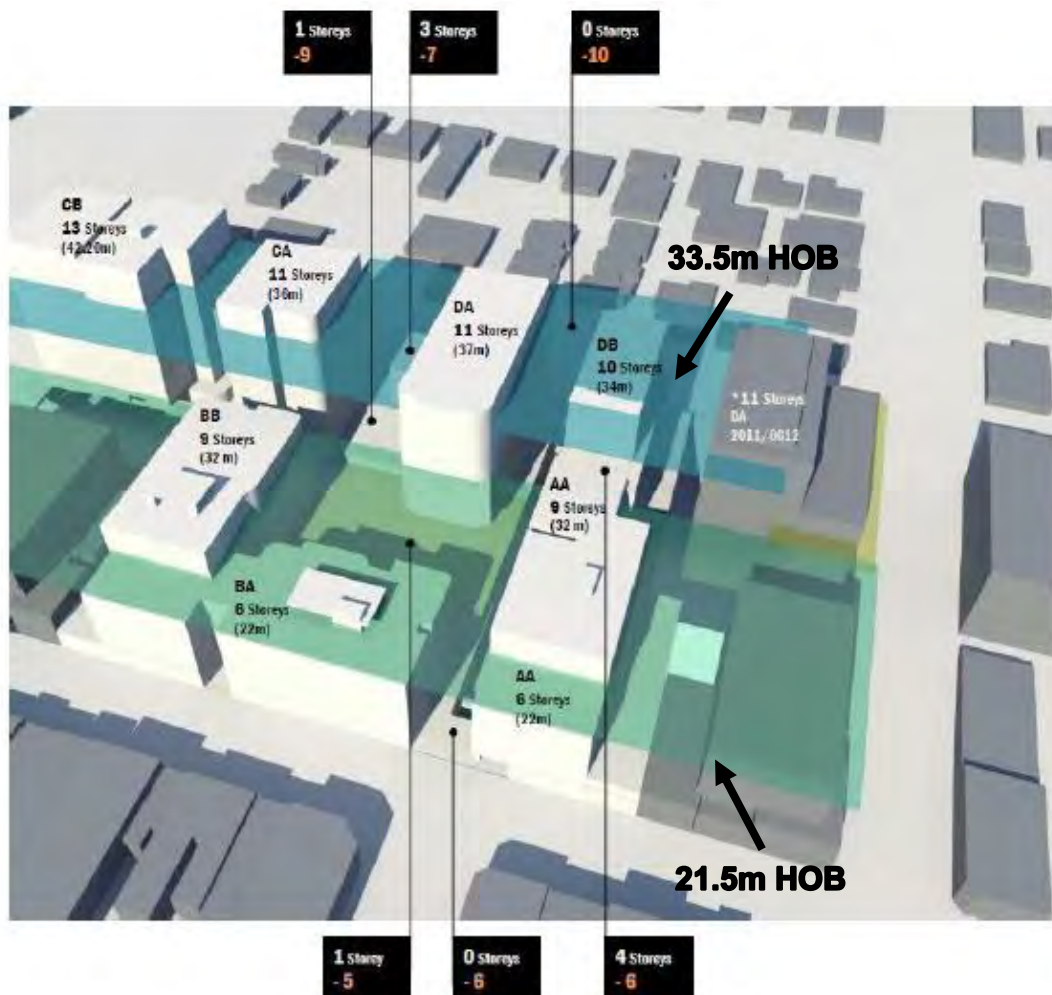 1 Storeys
-9
3 Storeys
-7
0 Storeys
-10
CB
13 Storeys
33.5m HOB
CA
11 Storeys
(36m)
DA
11 Storeys
(37m)
DB
10 Storeys
(34m)
*11 Storeys
DA
2011/0612
BB
9 Storeys
(32 m)
AA
9 Storeys
(32 m)
BA
6 Storeys
(22m)
AA
6 Storeys
(22m)
21.5m HOB
1 Storey
-5
0 Storeys
-6
4 Storeys
-6